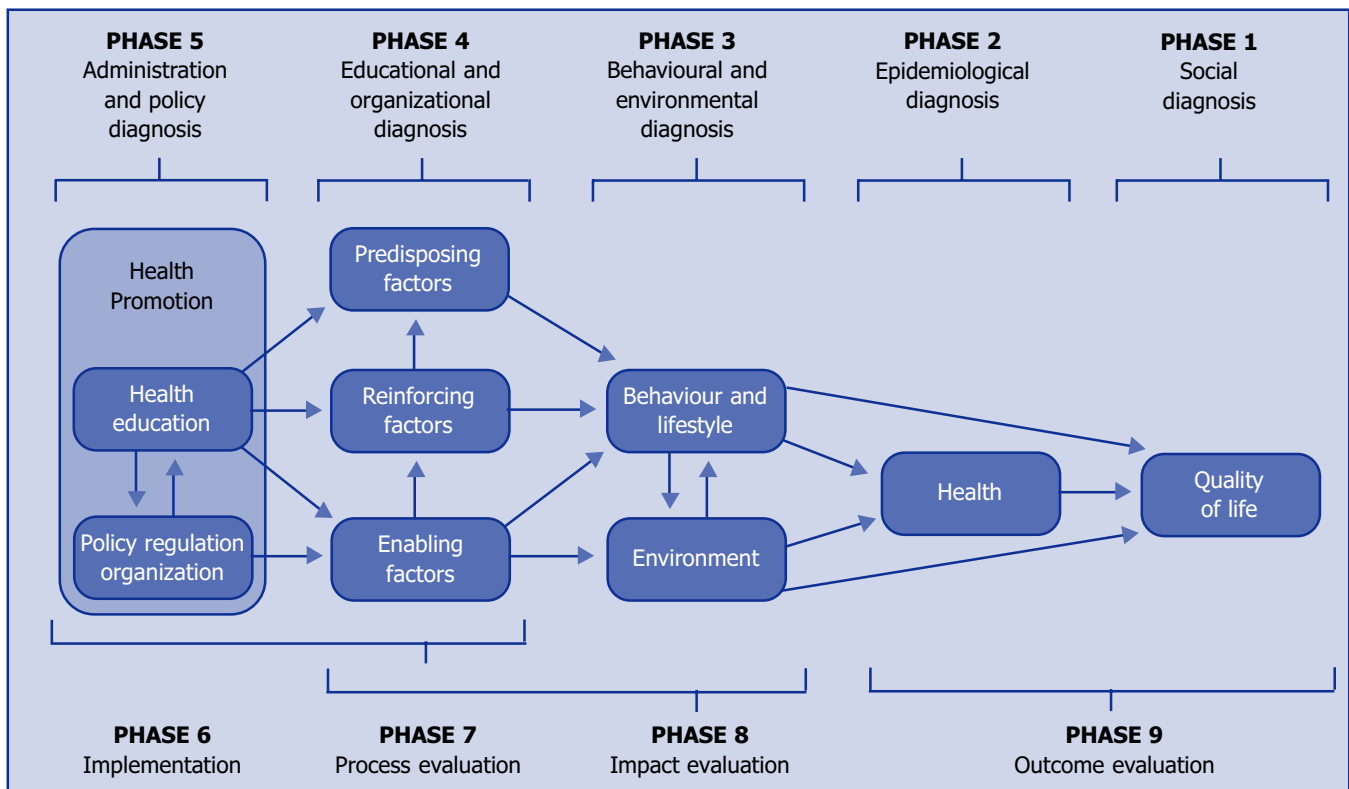 PHASE 5
Administration
and policy
diagnosis
PHASE 4
Educational and
organizational
diagnosis
PHASE 3
Behavioural and
environmental
diagnosis
PHASE 2
Epidemiological
diagnosis
PHASE 1
Social
diagnosis
Health
Promotion
Health
education
Policy regulation
organization
Predisposing
factors
Reinforcing
factors
Enabling
factors
Behaviour and
lifestyle
Environment
Health
Quality
of life
PHASE 6
Implementation
PHASE 7
Process evaluation
PHASE 8
Impact evaluation
PHASE 9
Outcome evaluation